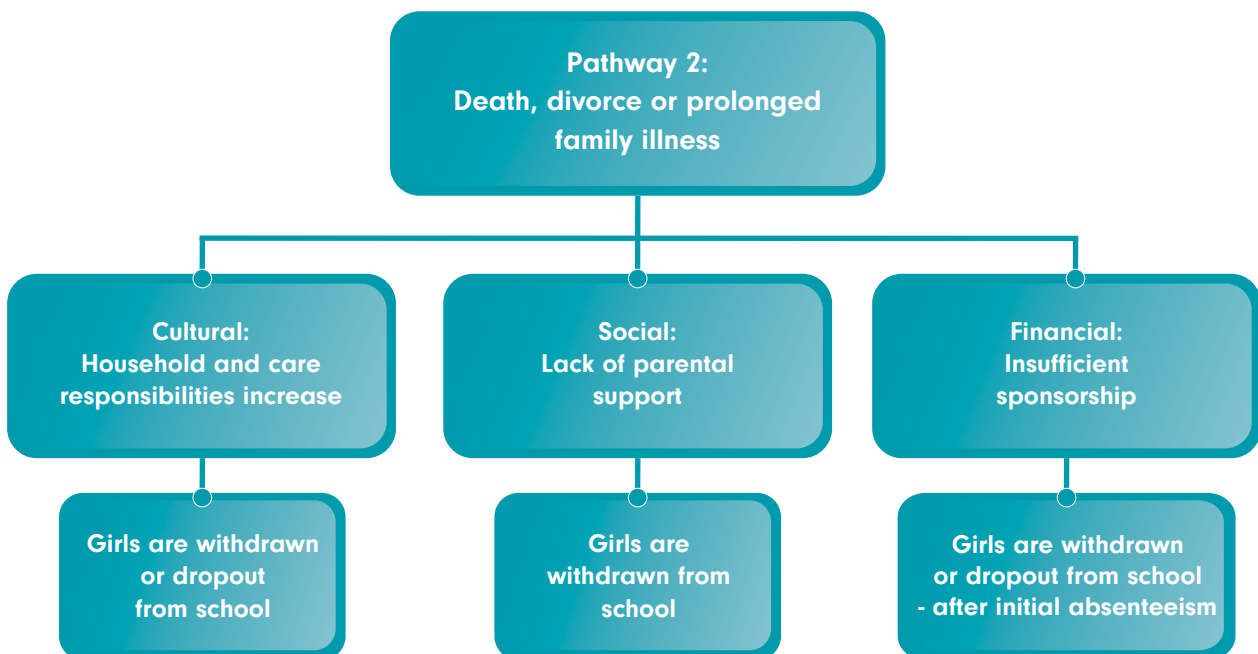 Pathway 2:
Death, divorce or prolonged
family illness
Cultural:
Household and care
responsibilities increase
Social:
Lack of parental
support
Financial:
Insufficient
sponsorship
Girls are withdrawn
or dropout
from school
Girls are
withdrawn from
school
Girls are withdrawn
or dropout from school
- after initial absenteeism